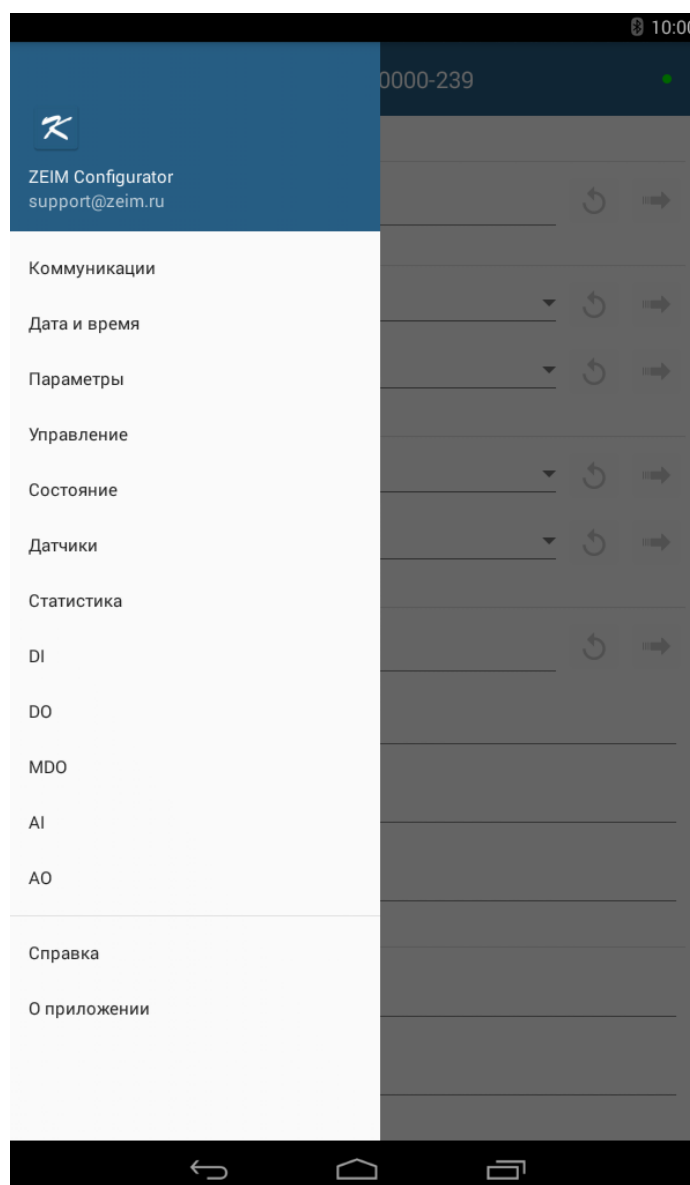 10:00
0000-239
ZEIM Configurator
support@zeim.ru
Коммуникации
Дата и время
Параметры
Управление
Состояние
Датчики
Статистика
DI
DO
MDO
AI
AO
Справка
О приложении